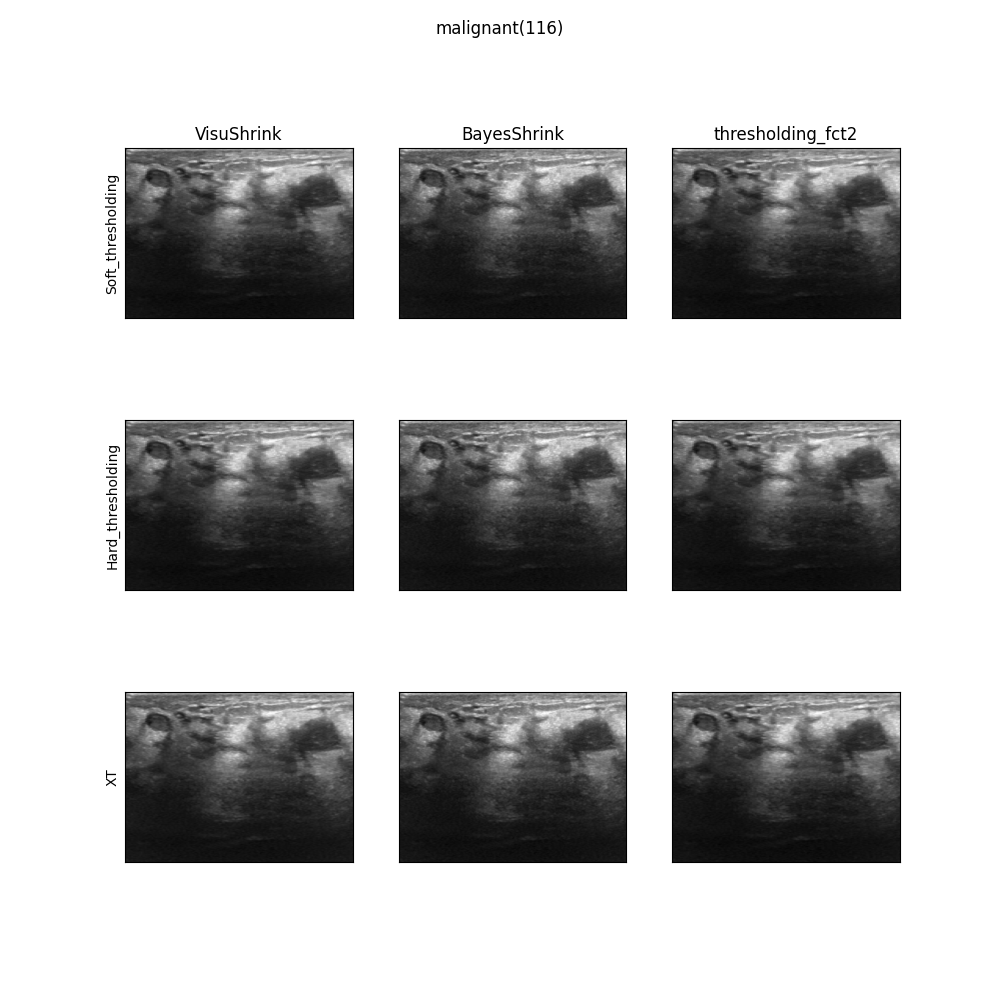 malignant(116)
VisuShrink
BayesShrink
thresholding_fct2
Soft_thresholding
Hard_thresholding
XT